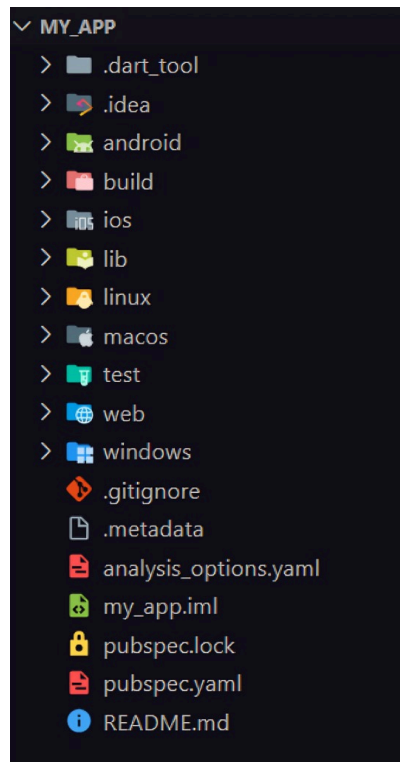 MY_APP
.dart_tool
.idea
android
build
iOS ios
lib
linux
macos
test
web
windows
.gitignore
.metadata
analysis_options.yaml
my_app.iml
pubspec.lock
pubspec.yaml
README.md